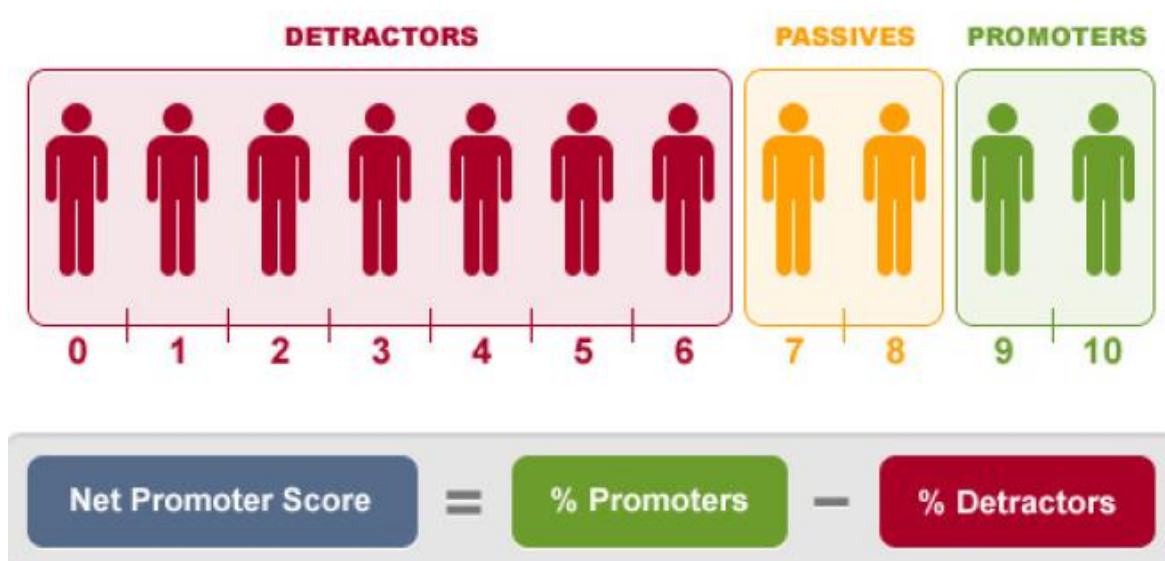 DETRACTORS PASSIVES PROMOTERS
0 1 2 3 4 5 6 7 8 9 10
Net Promoter Score = % Promoters − % Detractors